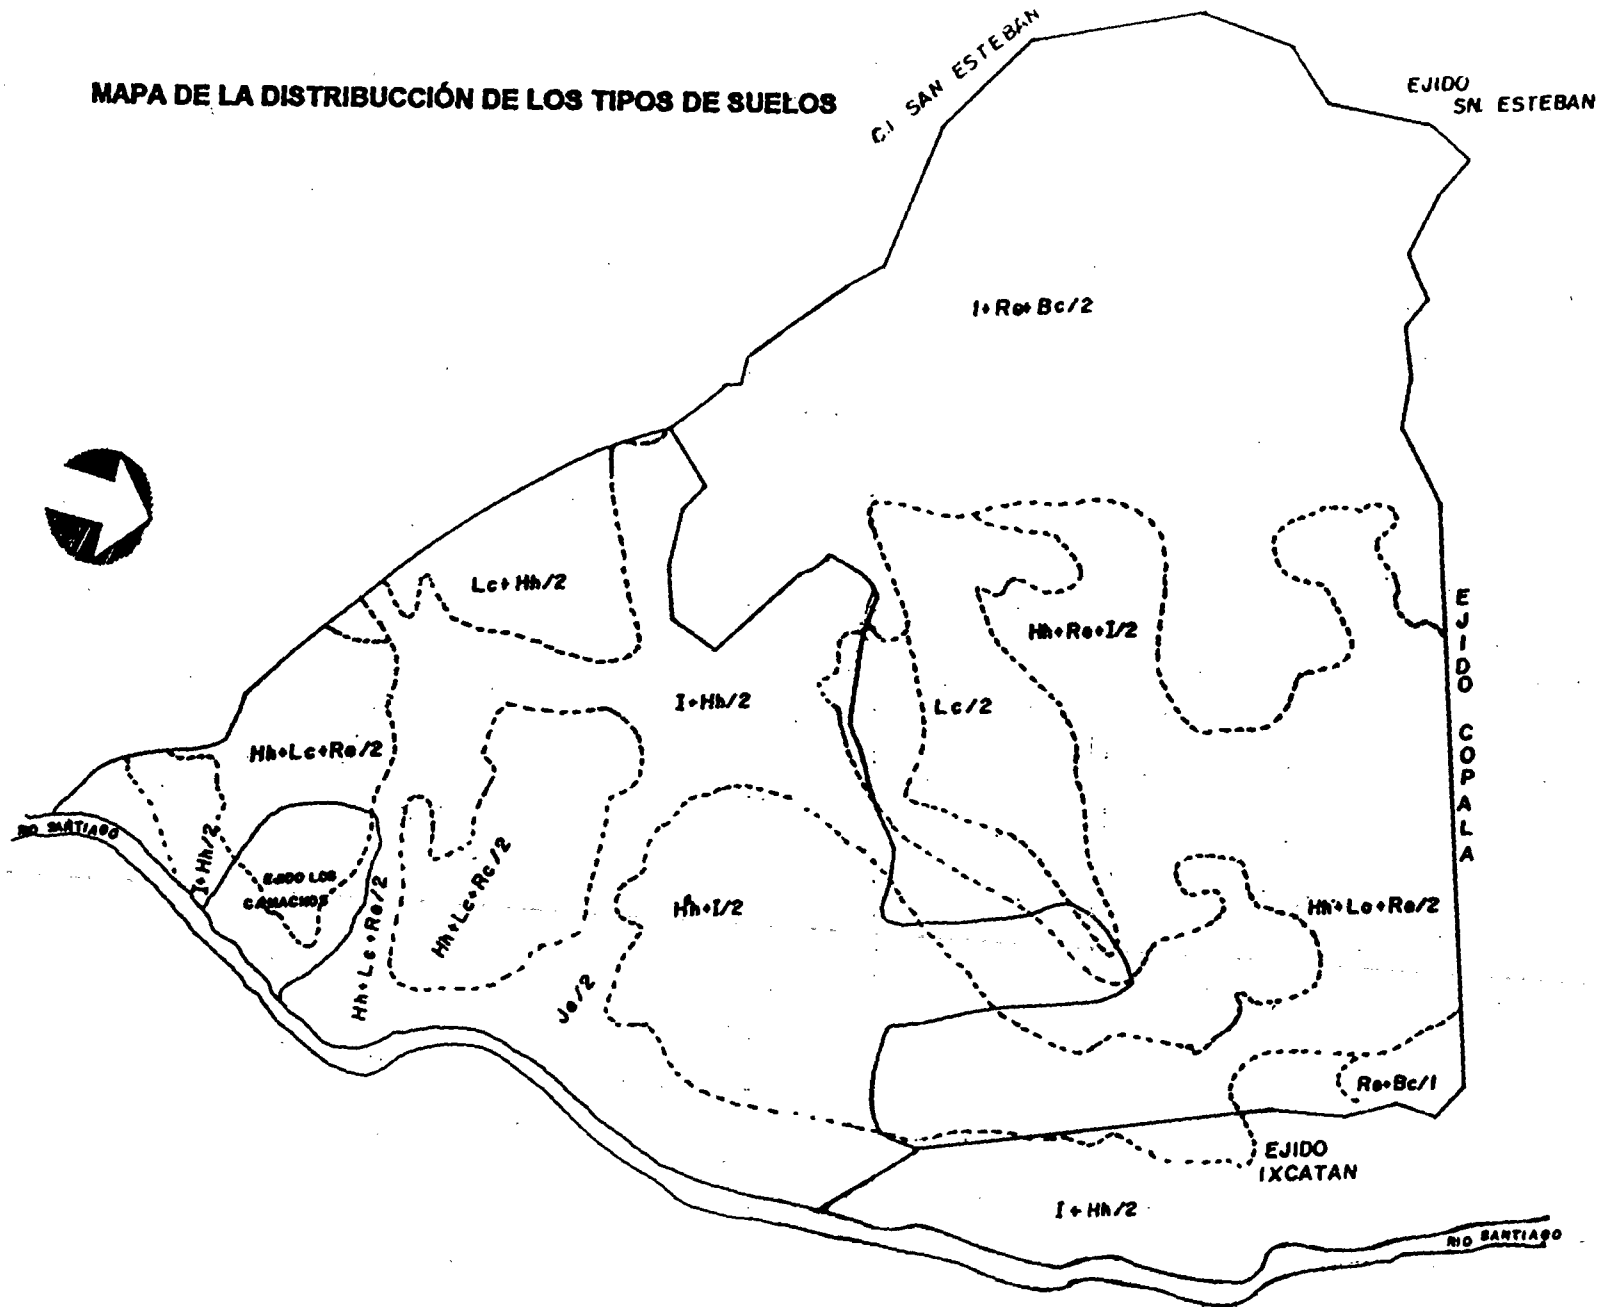 MAPA DE LA DISTRIBUCCIÓN DE LOS TIPOS DE SUELOS
C.I SAN ESTEBAN
EJIDO
SN. ESTEBAN
I+Re+Bc/2
Lc+Hh/2
Hh+Re+I/2
EJIDO COPALA
I+Hh/2
Lc/2
Hh+Lc+Re/2
RIO SANTIAGO
I+Hh/2
EJIDO LOS
CAMACHOS
Hh+Lc+Re/2
Hh+Lc+Rc/2
Hh+I/2
Hh+Lo+Re/2
Je/2
Re+Bc/1
EJIDO
IXCATAN
I+Hh/2
RIO SANTIAGO